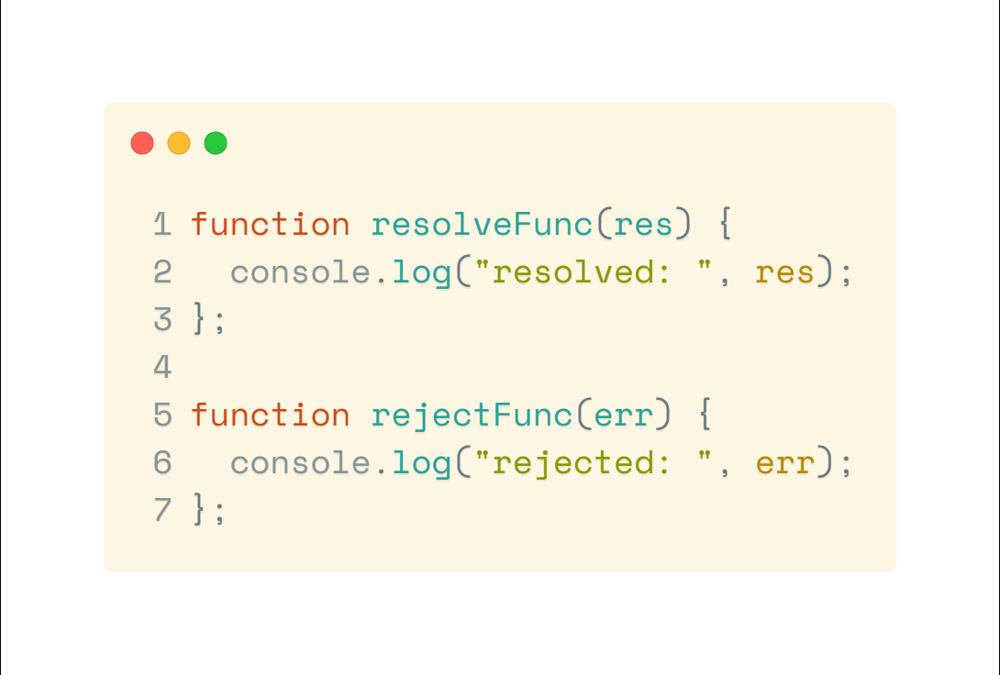 1 function resolveFunc(res) {
2   console.log("resolved: ", res);
3 };
4
5 function rejectFunc(err) {
6   console.log("rejected: ", err);
7 };